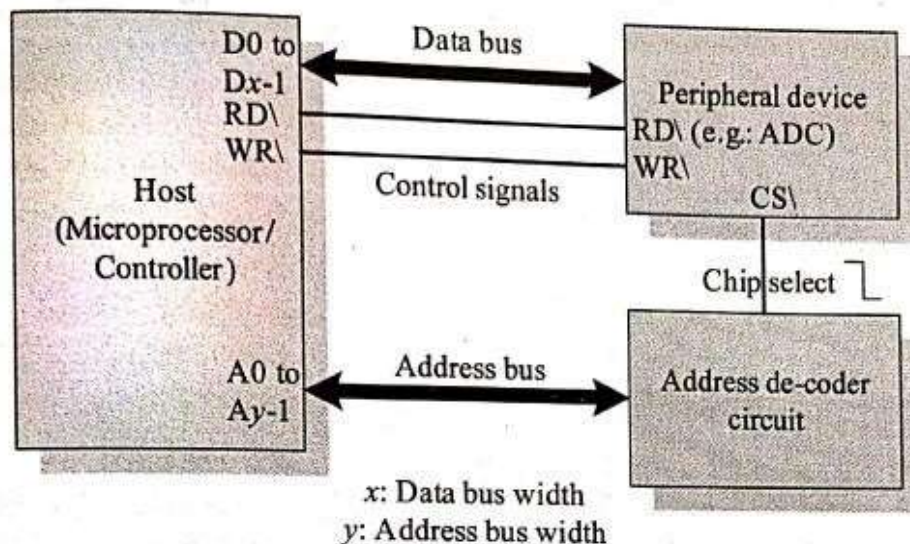 D0 to
Dx-1
RD\
WR\
Host
(Microprocessor/
Controller)
A0 to
Ay-1
Data bus
Control signals
Peripheral device
RD\ (e.g.: ADC)
WR\
CS\
Chip select
Address bus
Address de-coder
circuit
x: Data bus width
y: Address bus width